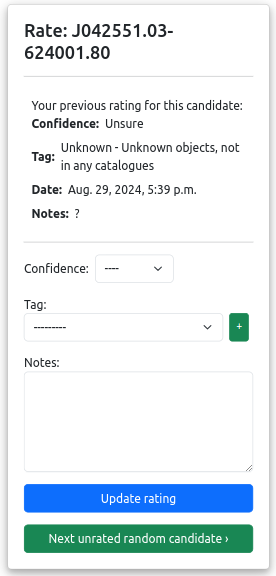 Rate: J042551.03-
624001.80
Your previous rating for this candidate:
Confidence: Unsure
Tag: Unknown - Unknown objects, not
in any catalogues
Date: Aug. 29, 2024, 5:39 p.m.
Notes: ?
Confidence: ----
Tag:
---------
+
Notes:
Update rating
Next unrated random candidate ›